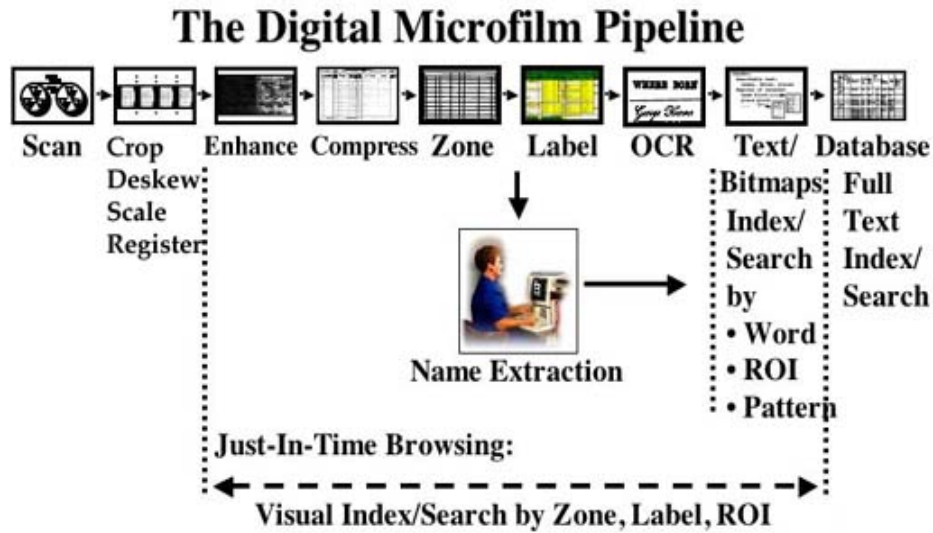 The Digital Microfilm Pipeline
WHERE BORN
Scan
Crop
Deskew
Scale
Register
Enhance
Compress
Zone
Label
OCR
Text/
Bitmaps
Index/
Search
by
• Word
• ROI
• Pattern
Database
Full
Text
Index/
Search
Name Extraction
Just-In-Time Browsing:
Visual Index/Search by Zone, Label, ROI